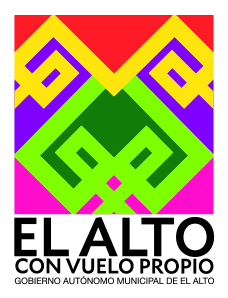 EL ALTO
CON VUELO PROPIO
GOBIERNO AUTÓNOMO MUNICIPAL DE EL ALTO